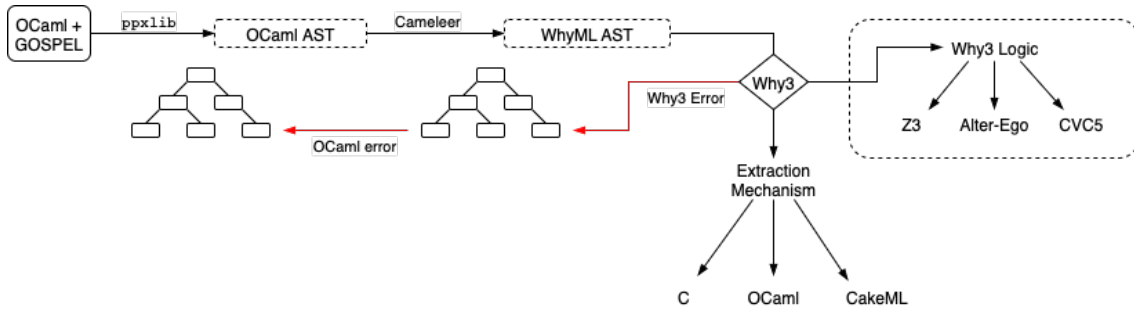 OCaml +
GOSPEL
ppxlib
OCaml AST
Cameleer
WhyML AST
Why3
Why3 Error
OCaml error
Why3 Logic
Z3
Alter-Ego
CVC5
Extraction
Mechanism
C
OCaml
CakeML